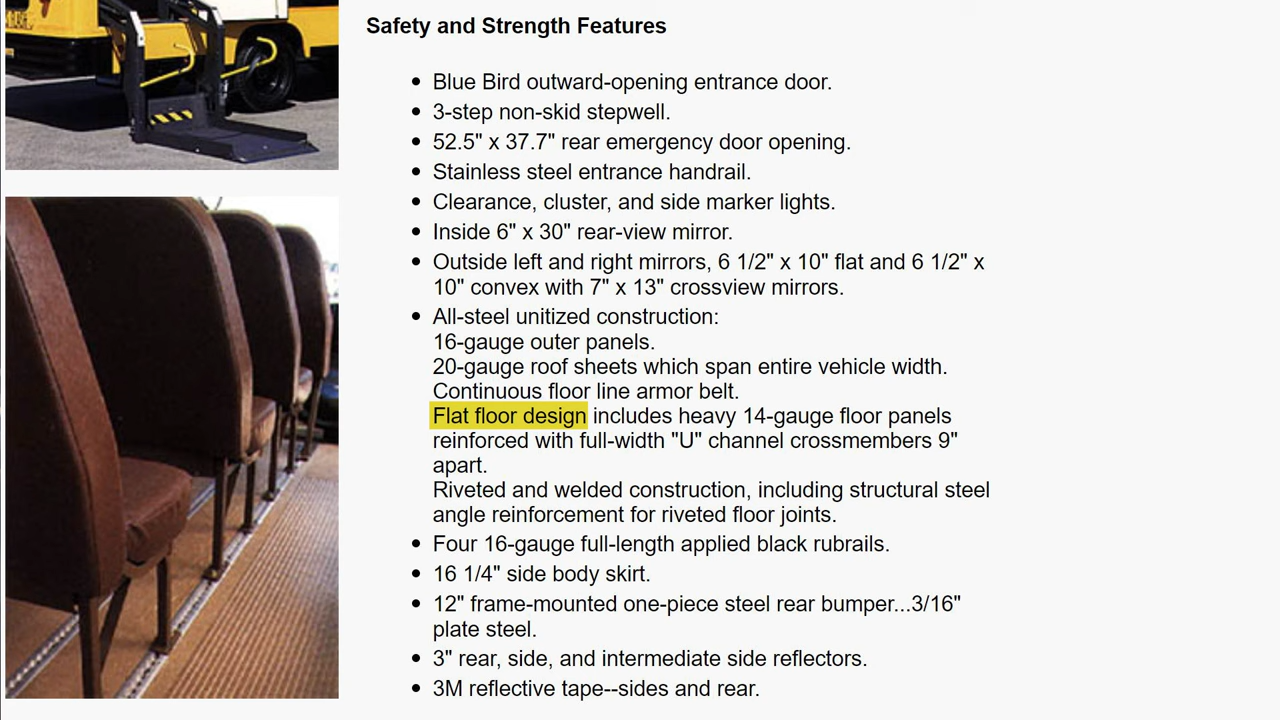 Safety and Strength Features
Blue Bird outward-opening entrance door.
3-step non-skid stepwell.
52.5" x 37.7" rear emergency door opening.
Stainless steel entrance handrail.
Clearance, cluster, and side marker lights.
Inside 6" x 30" rear-view mirror.
Outside left and right mirrors, 6 1/2" x 10" flat and 6 1/2" x
10" convex with 7" x 13" crossview mirrors.
All-steel unitized construction:
16-gauge outer panels.
20-gauge roof sheets which span entire vehicle width.
Continuous floor line armor belt.
Flat floor design includes heavy 14-gauge floor panels
reinforced with full-width "U" channel crossmembers 9"
apart.
Riveted and welded construction, including structural steel
angle reinforcement for riveted floor joints.
Four 16-gauge full-length applied black rubrails.
16 1/4" side body skirt.
12" frame-mounted one-piece steel rear bumper...3/16"
plate steel.
3" rear, side, and intermediate side reflectors.
3M reflective tape--sides and rear.